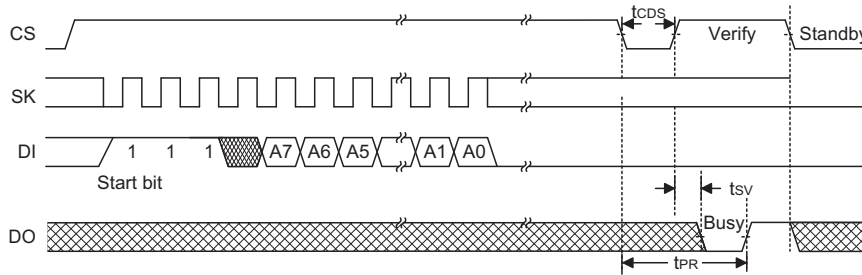 tCDS
CS Verify Standby
SK
DI 1 1 1 A7 A6 A5 A1 A0
Start bit
tSV
Busy
DO
tPR